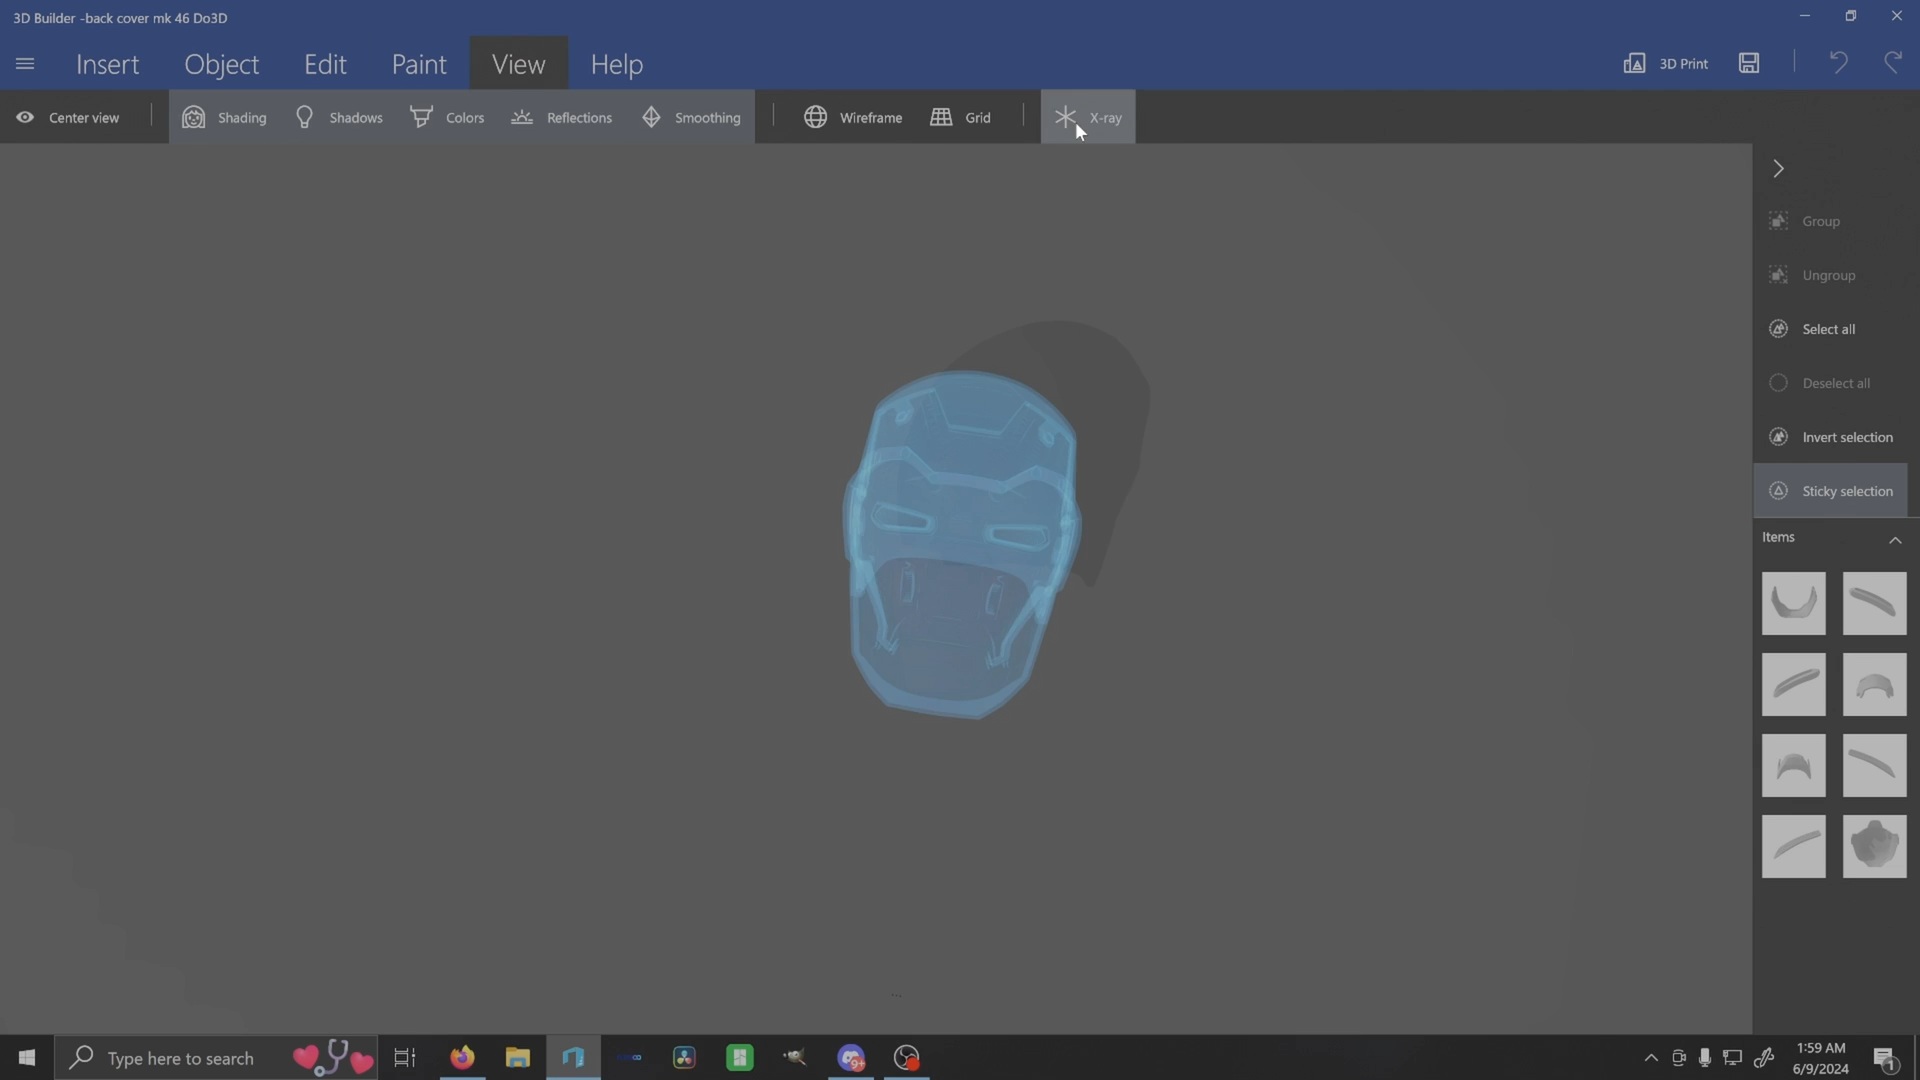 3D Builder -back cover mk 46 Do3D
Insert Object Edit Paint View Help
3D Print
Center view Shading Shadows Colors Reflections Smoothing Wireframe Grid X-ray
Group
Ungroup
Select all
Deselect all
Invert selection
Sticky selection
Items
...
Type here to search
9+
1:59 AM
6/9/2024
1